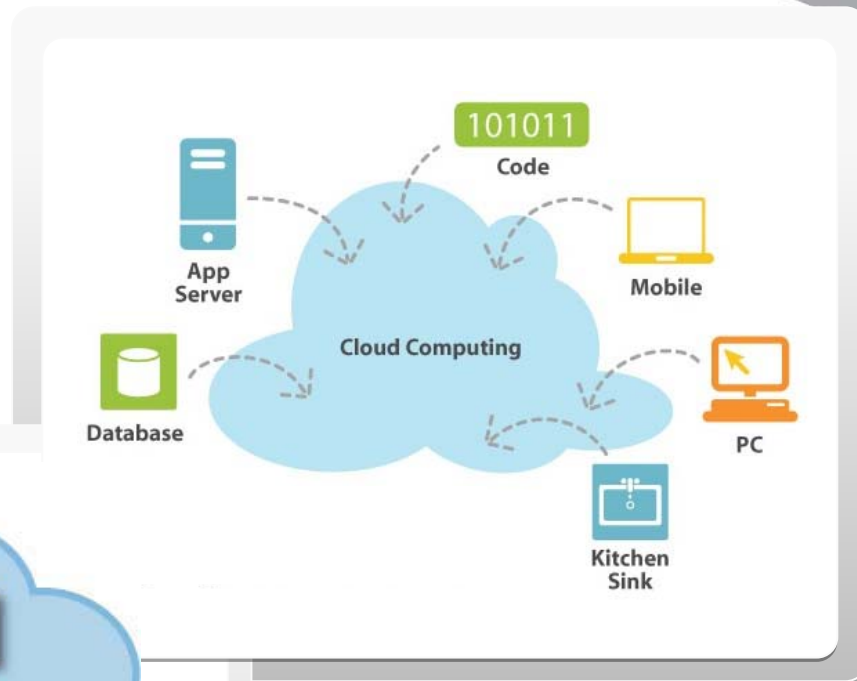 101011
Code
App
Server
Mobile
Cloud Computing
Database
PC
Kitchen
Sink